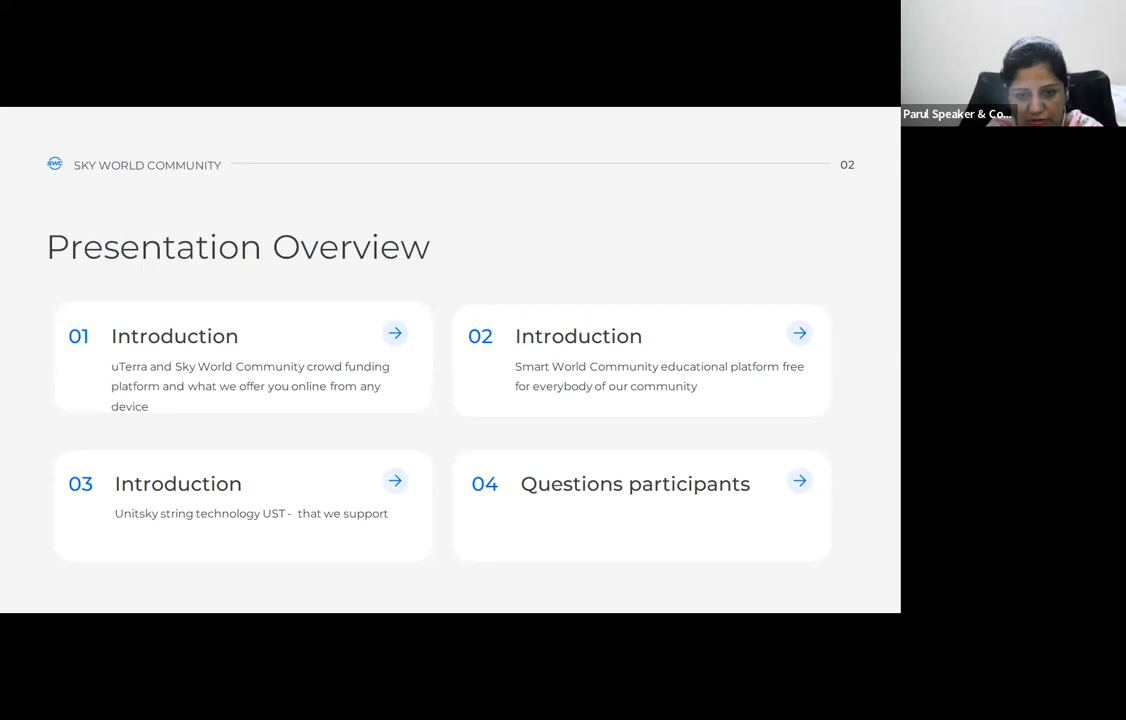 Parul Speaker & Co...
SWC
SKY WORLD COMMUNITY
02
Presentation Overview
01 Introduction
uTerra and Sky World Community crowd funding
platform and what we offer you online from any
device
02 Introduction
Smart World Community educational platform free
for everybody of our community
03 Introduction
Unitsky string technology UST - that we support
04 Questions participants